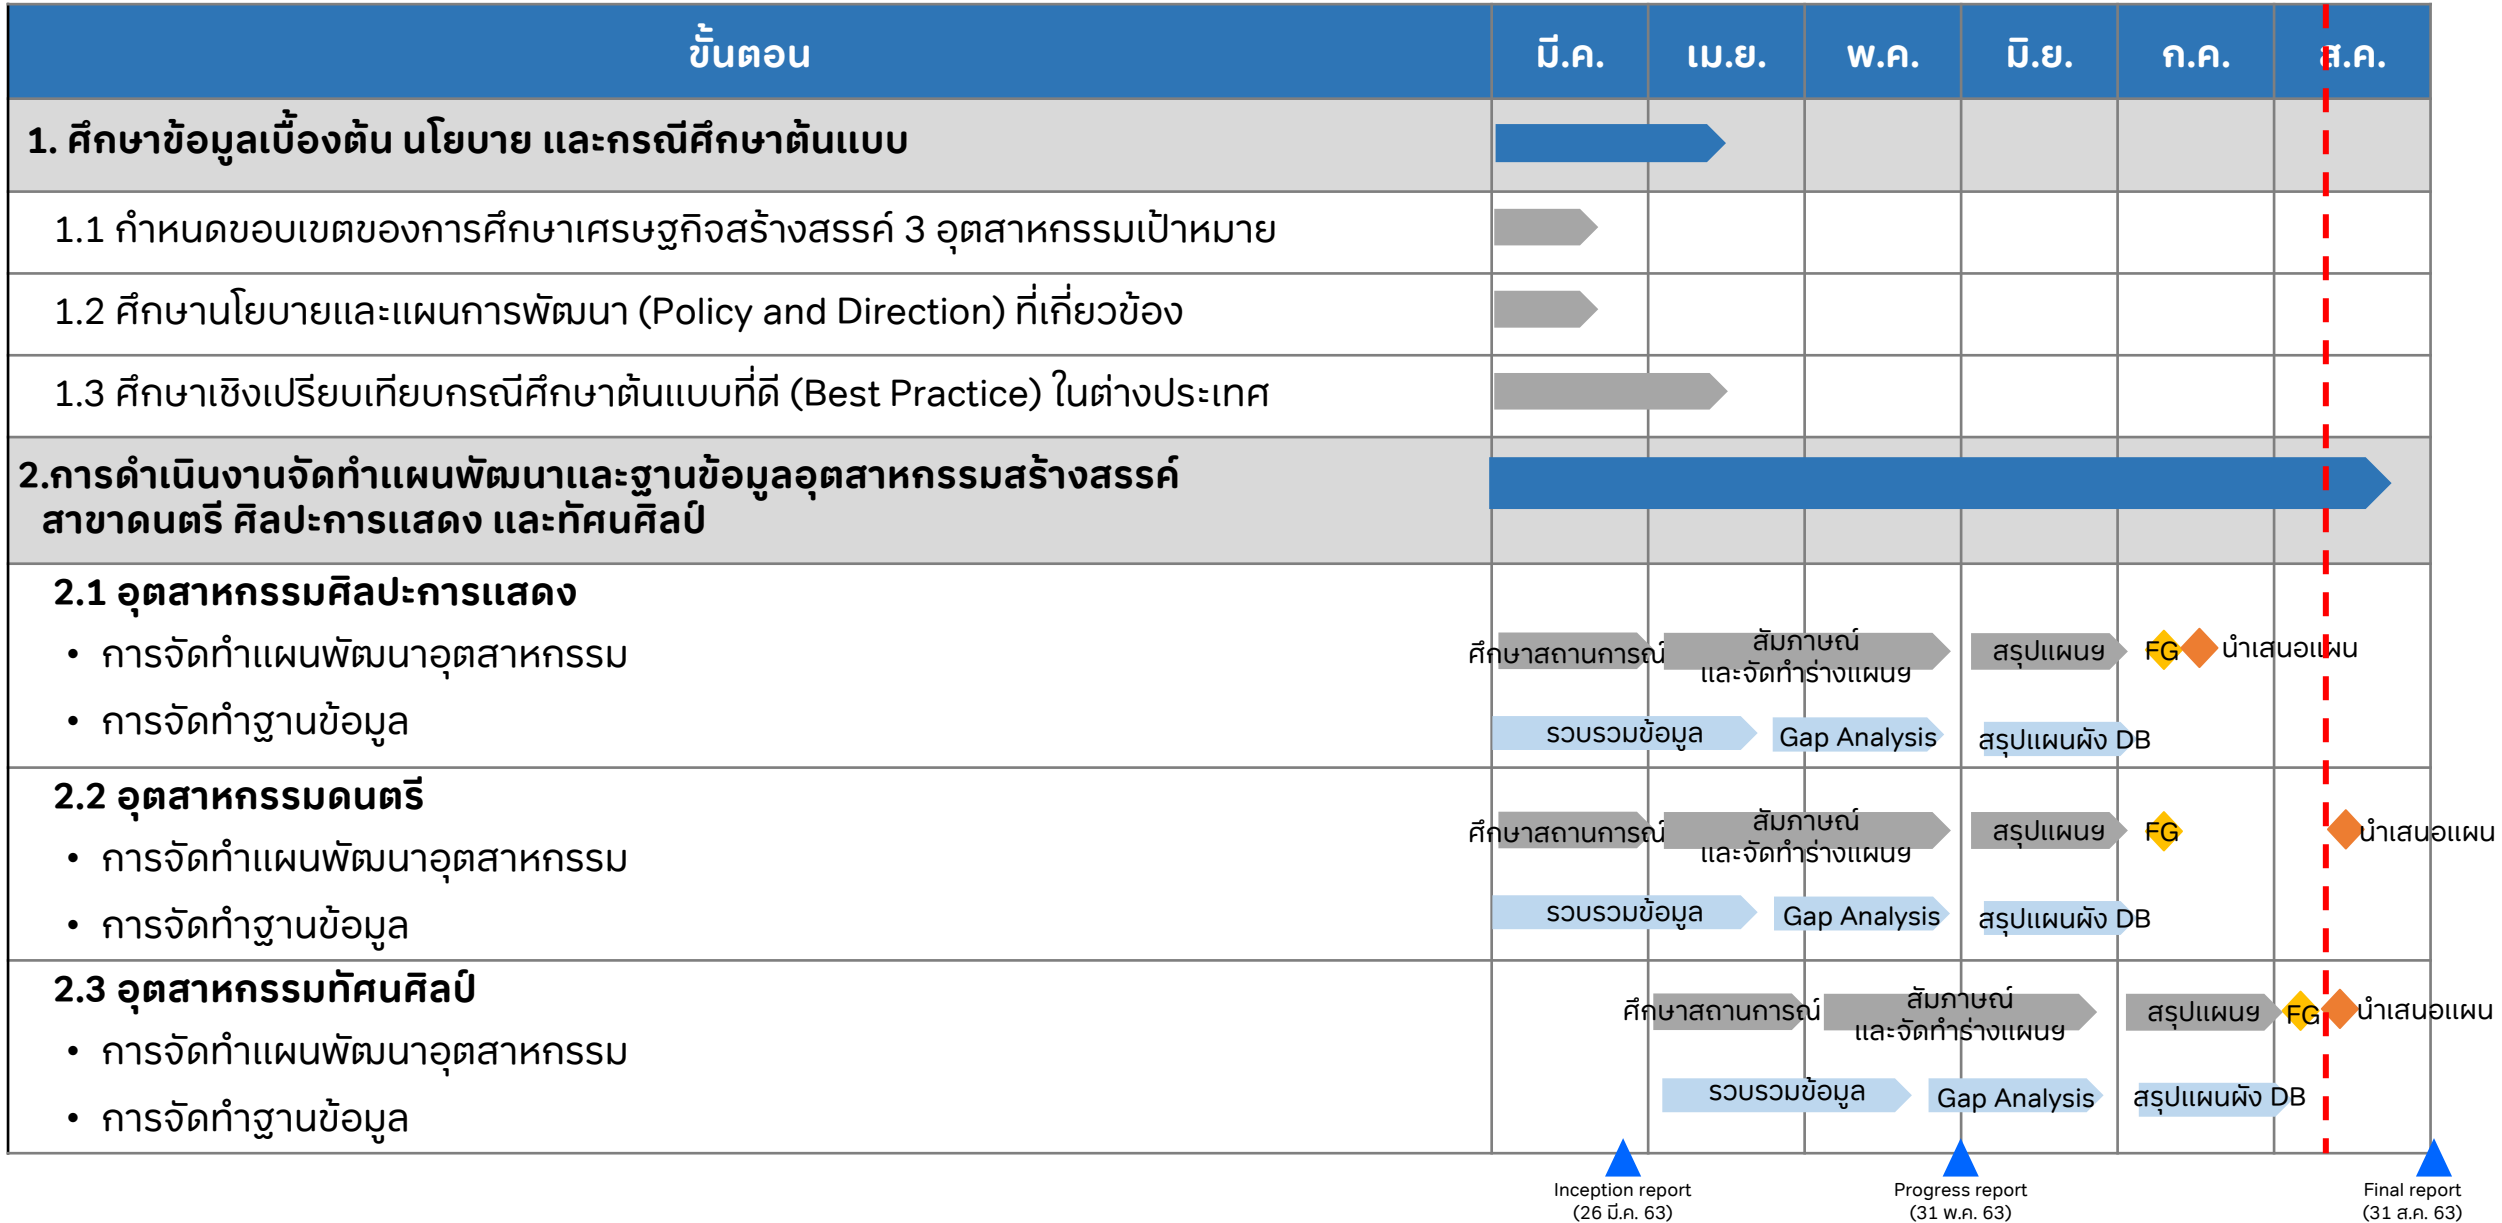 ขั้นตอน มี.ค. เม.ย. พ.ค. มิ.ย. ก.ค. ส.ค.
1. ศึกษาข้อมูลเบื้องต้น นโยบาย และกรณีศึกษาต้นแบบ
1.1 กำหนดขอบเขตของการศึกษาเศรษฐกิจสร้างสรรค์ 3 อุตสาหกรรมเป้าหมาย
1.2 ศึกษานโยบายและแผนการพัฒนา (Policy and Direction) ที่เกี่ยวข้อง
1.3 ศึกษาเชิงเปรียบเทียบกรณีศึกษาต้นแบบที่ดี (Best Practice) ในต่างประเทศ
2.การดำเนินงานจัดทำแผนพัฒนาและฐานข้อมูลอุตสาหกรรมสร้างสรรค์
สาขาดนตรี ศิลปะการแสดง และทัศนศิลป์
2.1 อุตสาหกรรมศิลปะการแสดง
• การจัดทำแผนพัฒนาอุตสาหกรรม
ศึกษาสถานการณ์
สัมภาษณ์
และจัดทำร่างแผนฯ
สรุปแผนฯ
FG
นำเสนอแผน
• การจัดทำฐานข้อมูล
รวบรวมข้อมูล
Gap Analysis
สรุปแผนผัง DB
2.2 อุตสาหกรรมดนตรี
• การจัดทำแผนพัฒนาอุตสาหกรรม
ศึกษาสถานการณ์
สัมภาษณ์
และจัดทำร่างแผนฯ
สรุปแผนฯ
FG
นำเสนอแผน
• การจัดทำฐานข้อมูล
รวบรวมข้อมูล
Gap Analysis
สรุปแผนผัง DB
2.3 อุตสาหกรรมทัศนศิลป์
• การจัดทำแผนพัฒนาอุตสาหกรรม
ศึกษาสถานการณ์
สัมภาษณ์
และจัดทำร่างแผนฯ
สรุปแผนฯ
FG
นำเสนอแผน
• การจัดทำฐานข้อมูล
รวบรวมข้อมูล
Gap Analysis
สรุปแผนผัง DB
Inception report
(26 มี.ค. 63)
Progress report
(31 พ.ค. 63)
Final report
(31 ส.ค. 63)